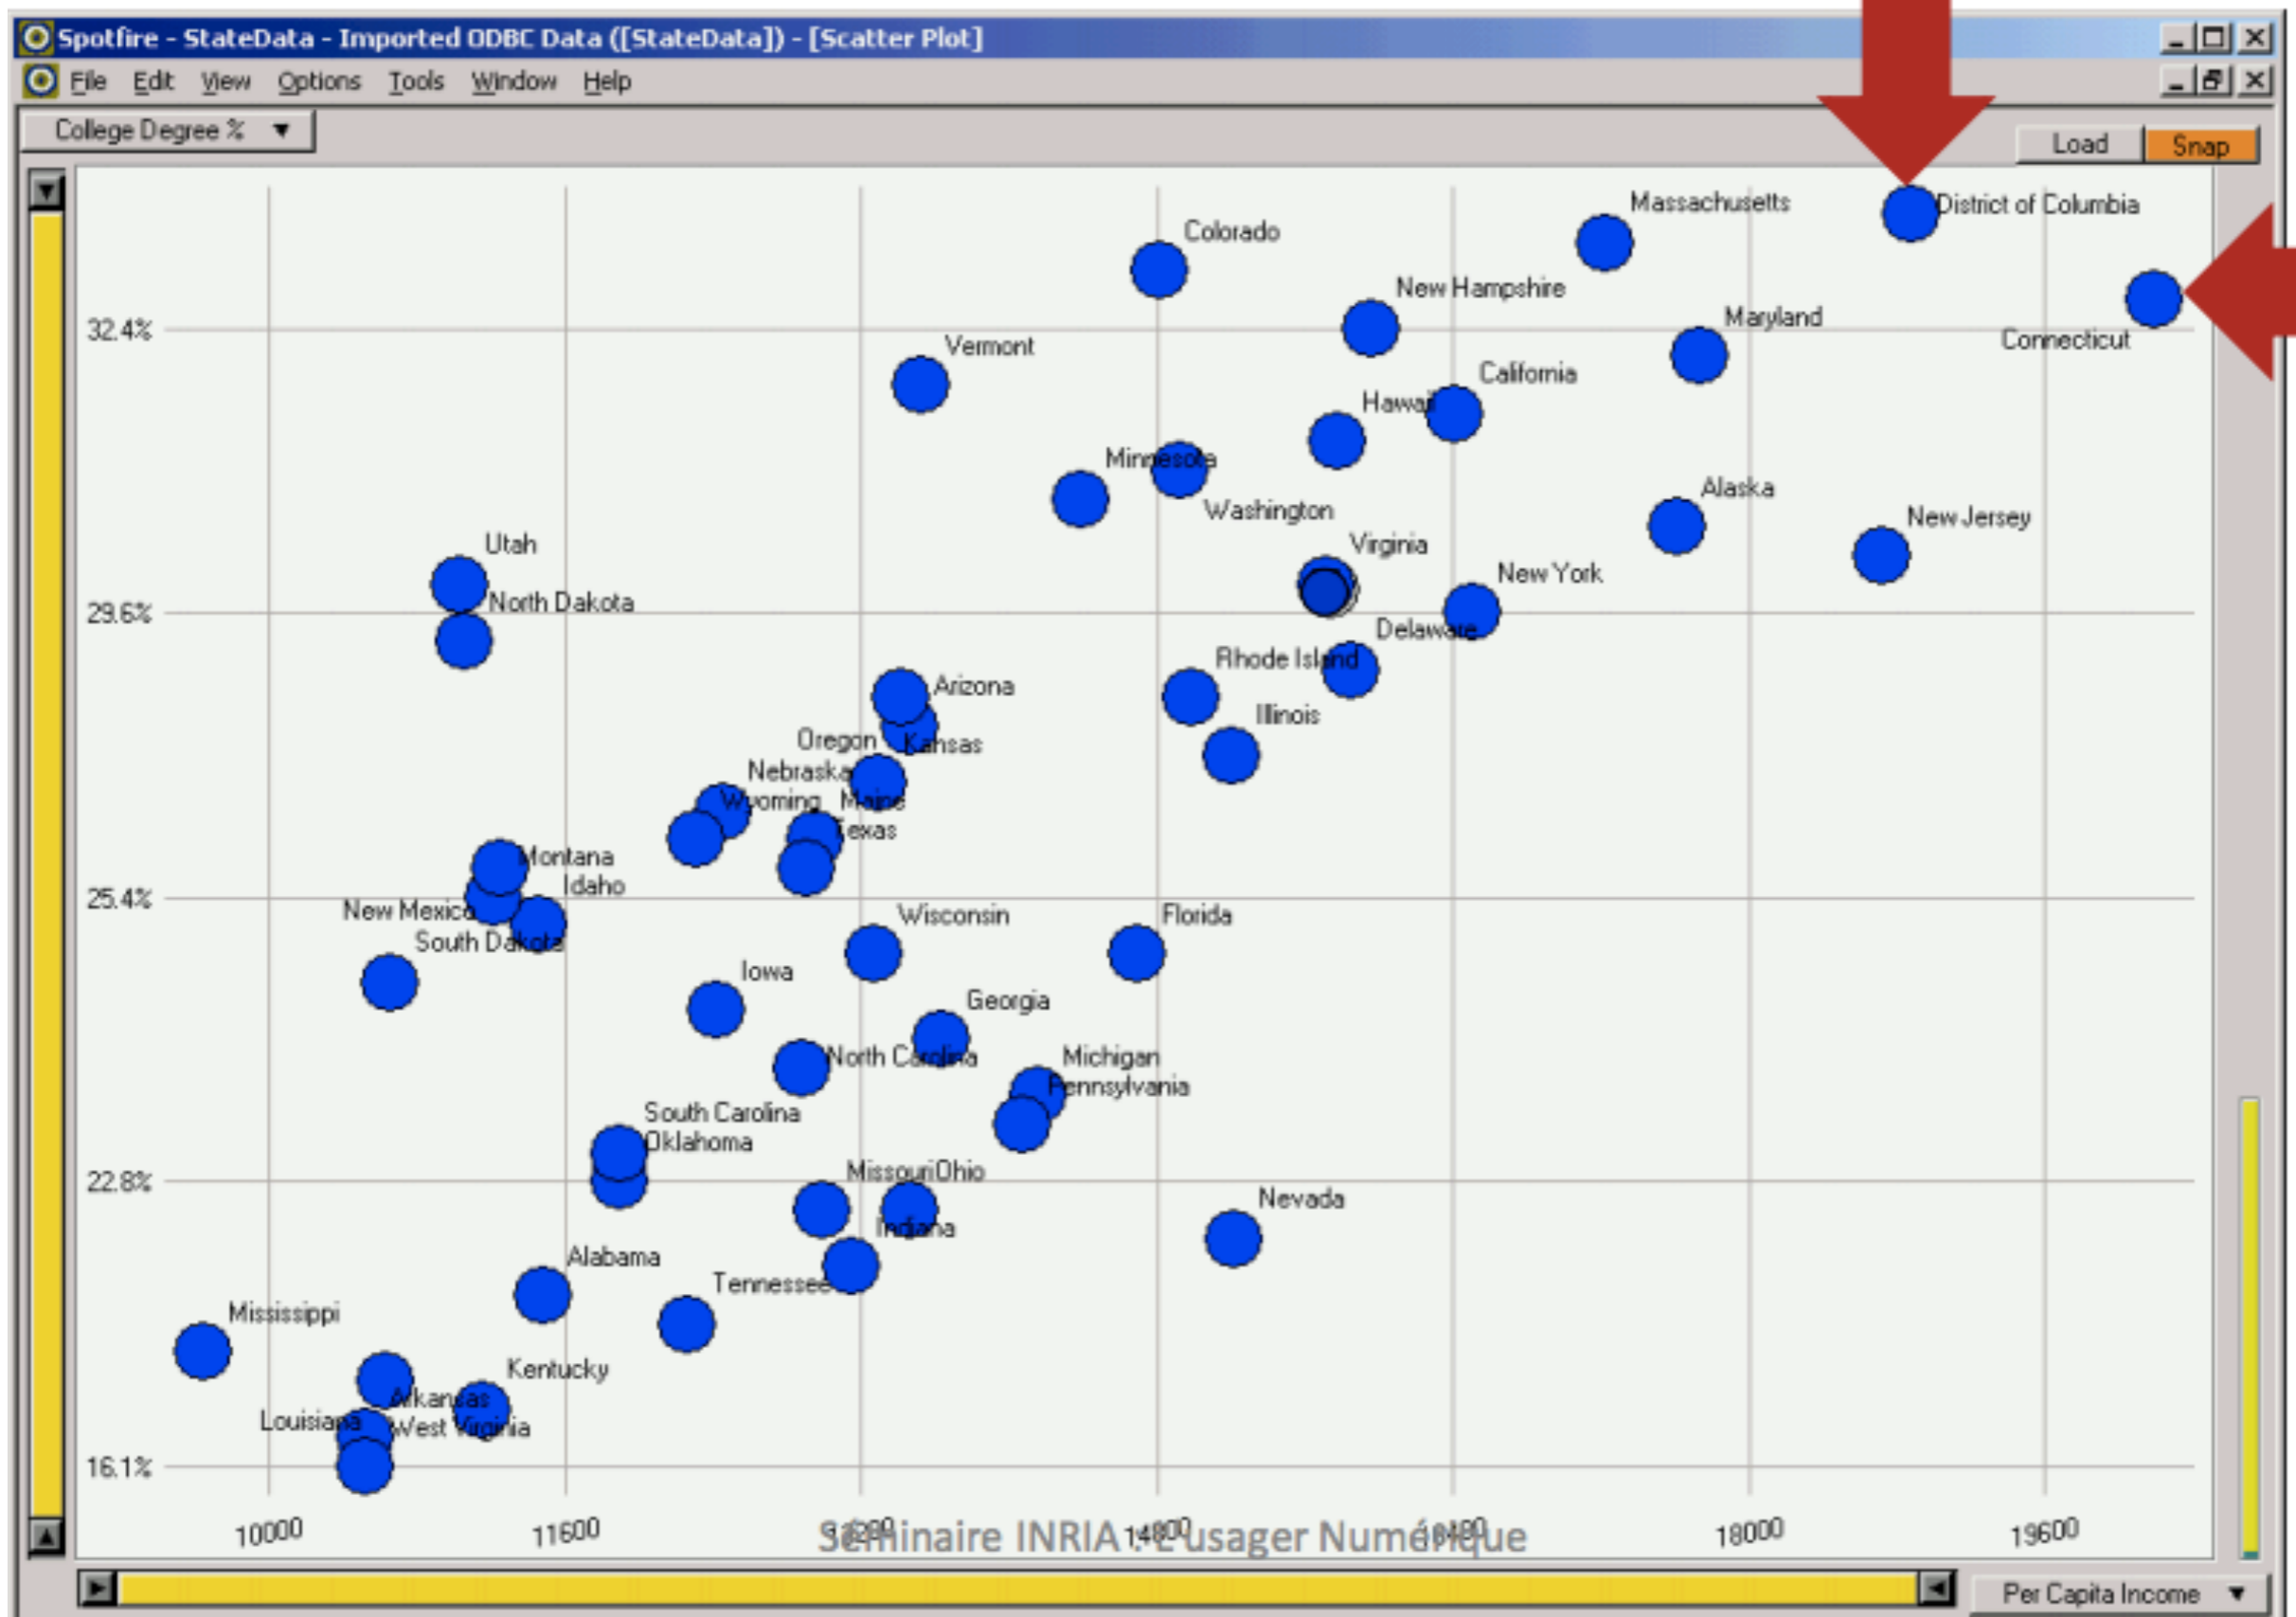 Spotfire - StateData - Imported ODBC Data ([StateData]) - [Scatter Plot]
File Edit View Options Tools Window Help
College Degree %
Load Snap
Massachusetts
District of Columbia
Colorado
New Hampshire
Maryland
32.4%
Connecticut
Vermont
California
Hawaii
Minnesota
Alaska
Washington
New Jersey
Utah
Virginia
New York
North Dakota
29.6%
Delaware
Rhode Island
Arizona
Illinois
Oregon
Kansas
Nebraska
Wyoming
Maine
Texas
Montana
Idaho
25.4%
New Mexico
Wisconsin
Florida
South Dakota
Iowa
Georgia
North Carolina
Michigan
Pennsylvania
South Carolina
Oklahoma
Missouri
Ohio
22.8%
Nevada
Indiana
Alabama
Tennessee
Mississippi
Kentucky
Arkansas
Louisiana
West Virginia
16.1%
10000 11600 13200 14800 16400 18000 19600
Séminaire INRIA : L'usager Numérique
Per Capita Income